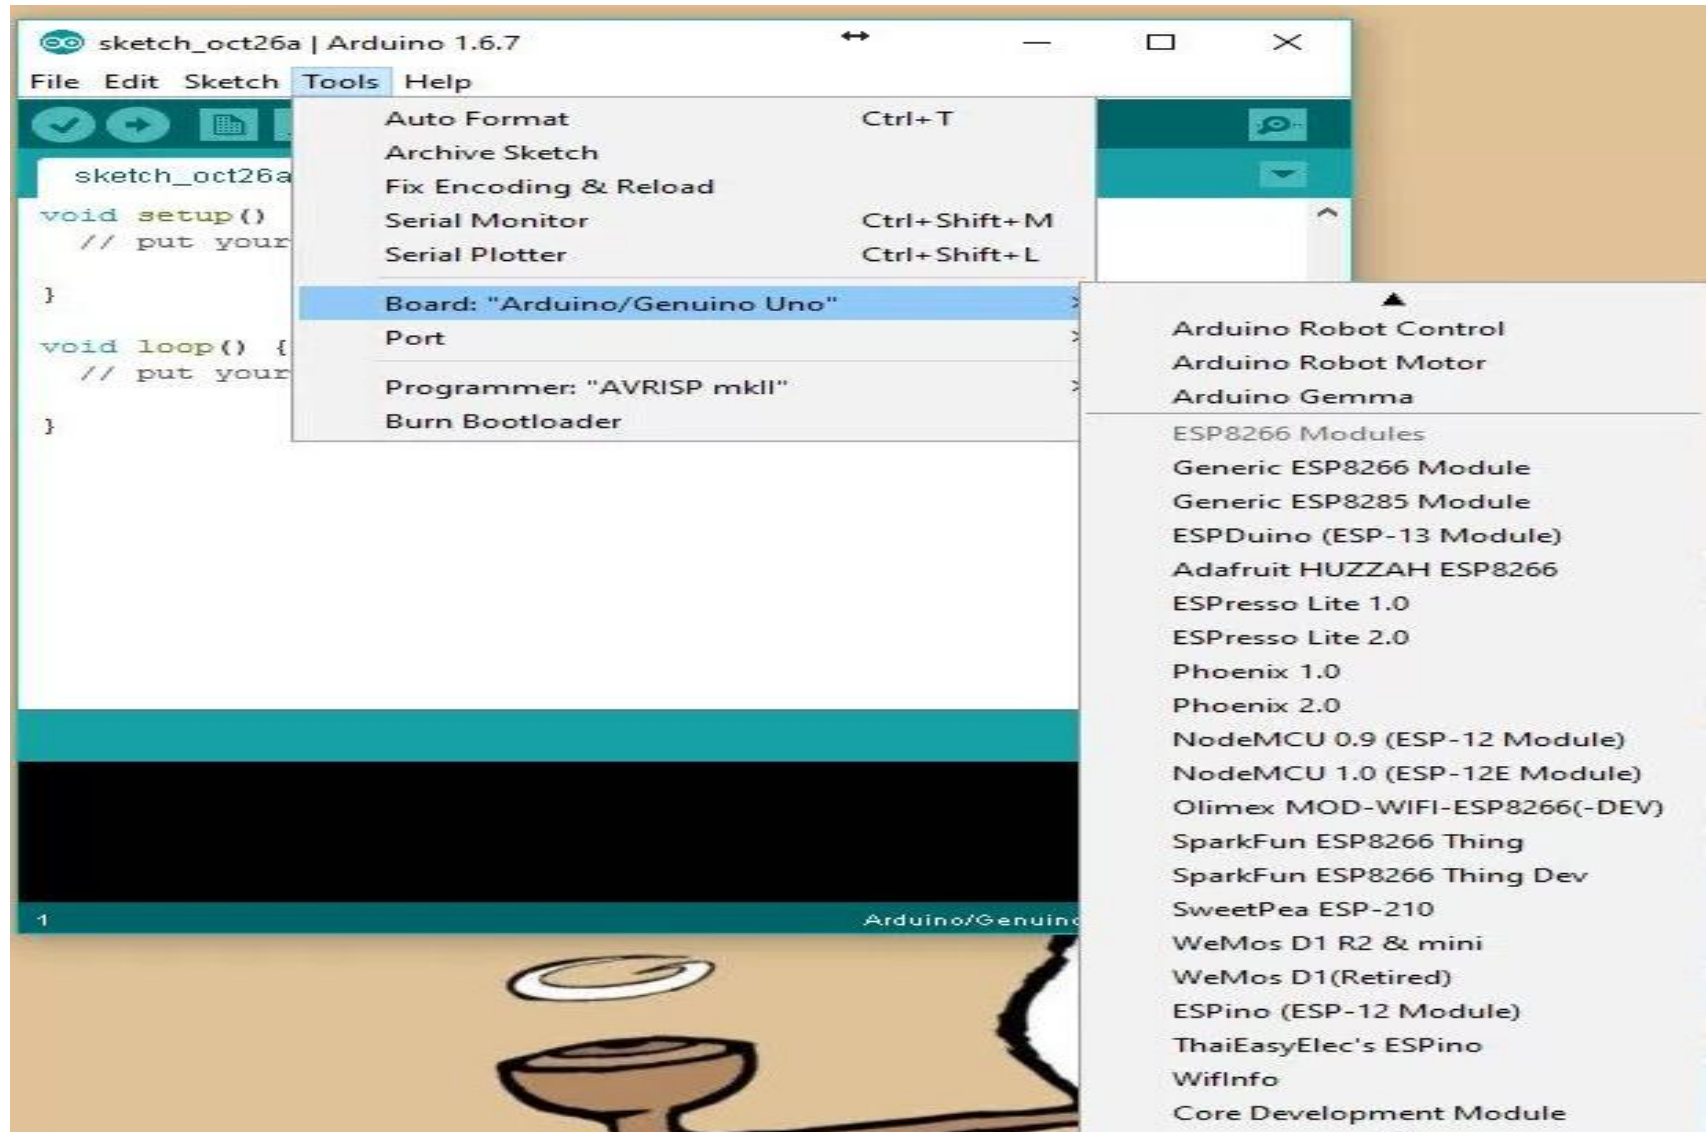 sketch_oct26a | Arduino 1.6.7
File Edit Sketch Tools Help
Auto Format Ctrl+T
Archive Sketch
Fix Encoding & Reload
Serial Monitor Ctrl+Shift+M
Serial Plotter Ctrl+Shift+L
Board: "Arduino/Genuino Uno"
Port
Programmer: "AVRISP mkII"
Burn Bootloader
sketch_oct26a
void setup()
// put your
}
void loop() {
// put your
}
1 Arduino/Genuino
Arduino Robot Control
Arduino Robot Motor
Arduino Gemma
ESP8266 Modules
Generic ESP8266 Module
Generic ESP8285 Module
ESPDuino (ESP-13 Module)
Adafruit HUZZAH ESP8266
ESPresso Lite 1.0
ESPresso Lite 2.0
Phoenix 1.0
Phoenix 2.0
NodeMCU 0.9 (ESP-12 Module)
NodeMCU 1.0 (ESP-12E Module)
Olimex MOD-WIFI-ESP8266(-DEV)
SparkFun ESP8266 Thing
SparkFun ESP8266 Thing Dev
SweetPea ESP-210
WeMos D1 R2 & mini
WeMos D1(Retired)
ESPino (ESP-12 Module)
ThaiEasyElec's ESPino
WifInfo
Core Development Module